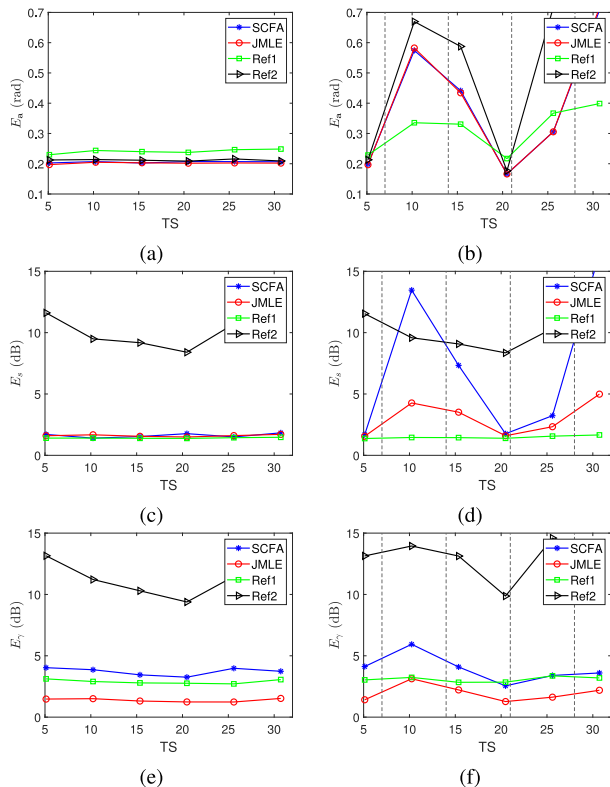 0.7
0.6
0.5
0.4
0.3
0.2
0.1
E_a (rad)
5 10 15 20 25 30
TS
SCFA
JMLE
Ref1
Ref2
(a)
0.7
0.6
0.5
0.4
0.3
0.2
0.1
E_a (rad)
5 10 15 20 25 30
TS
SCFA
JMLE
Ref1
Ref2
(b)
15
10
5
0
E_s (dB)
5 10 15 20 25 30
TS
SCFA
JMLE
Ref1
Ref2
(c)
15
10
5
0
E_s (dB)
5 10 15 20 25 30
TS
SCFA
JMLE
Ref1
Ref2
(d)
15
10
5
0
E_γ (dB)
5 10 15 20 25 30
TS
SCFA
JMLE
Ref1
Ref2
(e)
15
10
5
0
E_γ (dB)
5 10 15 20 25 30
TS
SCFA
JMLE
Ref1
Ref2
(f)